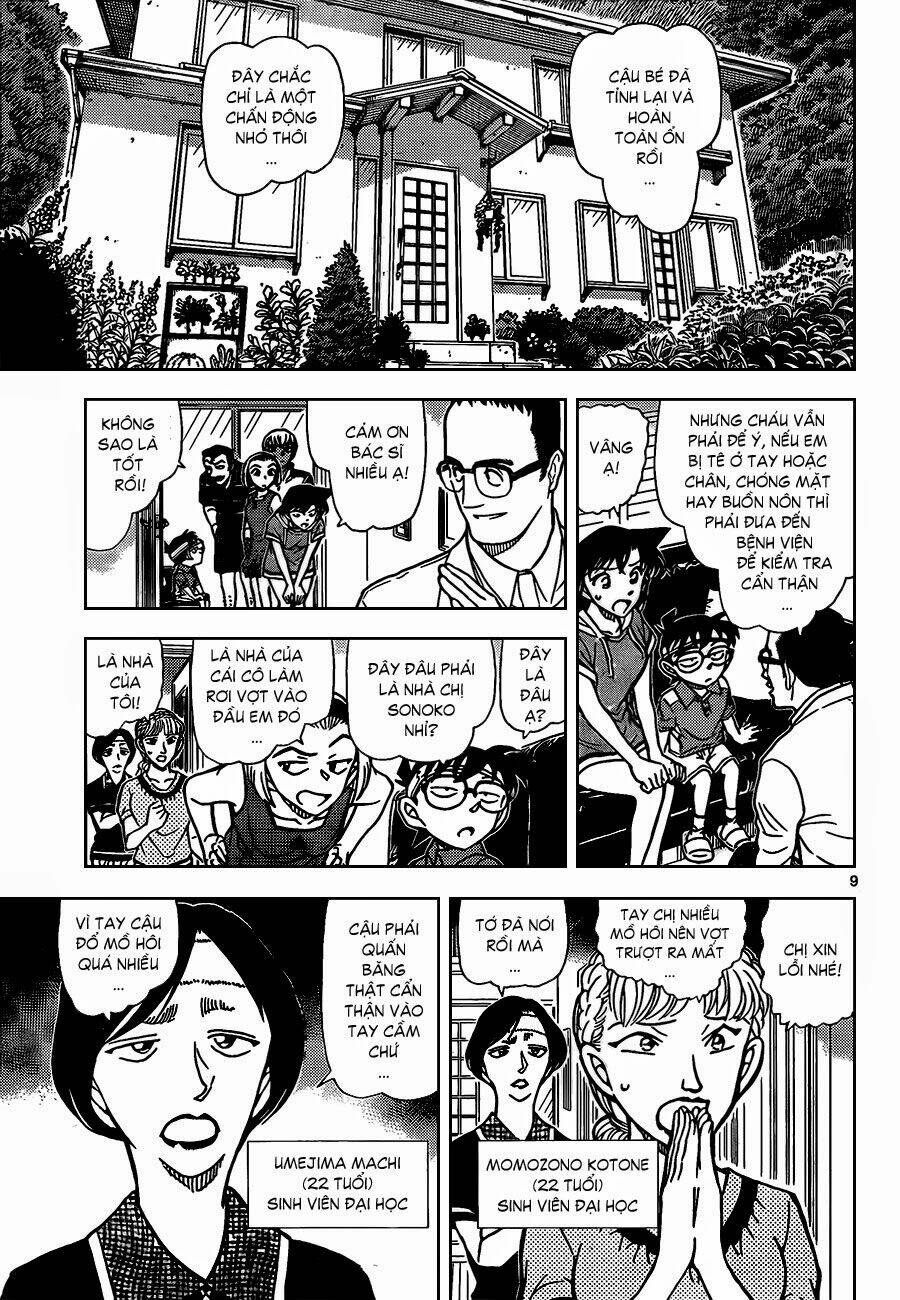 CẬU BÉ ĐÃ
TỈNH LẠI VÀ
HOÀN
TOÀN ỔN
RỒI
...
ĐÂY CHẮC
CHỈ LÀ MỘT
CHẤN ĐỘNG
NHỎ THÔI
...
NHƯNG CHÁU VẪN
PHẢI ĐỂ Ý, NẾU EM
BỊ TÊ Ở TAY HOẶC
CHÂN, CHÓNG MẶT
HAY BUỒN NÔN THÌ
PHẢI ĐƯA ĐẾN
BỆNH VIỆN
ĐỂ KIỂM TRA
CẨN THẬN
...
VÂNG
Ạ!
CẢM ƠN
BÁC SĨ
NHIỀU Ạ!
KHÔNG
SAO LÀ
TỐT
RỒI!
ĐÂY
LÀ
ĐÂU
Ạ?
ĐÂY ĐÂU PHẢI
LÀ NHÀ CHỊ
SONOKO
NHỈ?
LÀ NHÀ CỦA
CÁI CÔ LÀM
RƠI VỢT VÀO
ĐẦU EM ĐÓ
...
LÀ NHÀ
CỦA
TÔI!
9
CHỊ XIN
LỖI NHÉ!
TAY CHỊ NHIỀU
MỒ HÔI NÊN VỢT
TRƯỢT RA MẤT
...
TỚ ĐÃ NÓI
RỒI MÀ
...
MOMOZONO KOTONE
(22 TUỔI)
SINH VIÊN ĐẠI HỌC
CẬU PHẢI
QUẤN
BĂNG
THẬT CẨN
THẬN VÀO
TAY CẦM
CHỨ
...
VÌ TAY CẬU
ĐỔ MỒ HÔI
QUÁ NHIỀU
...
UMEJIMA MACHI
(22 TUỔI)
SINH VIÊN ĐẠI HỌC